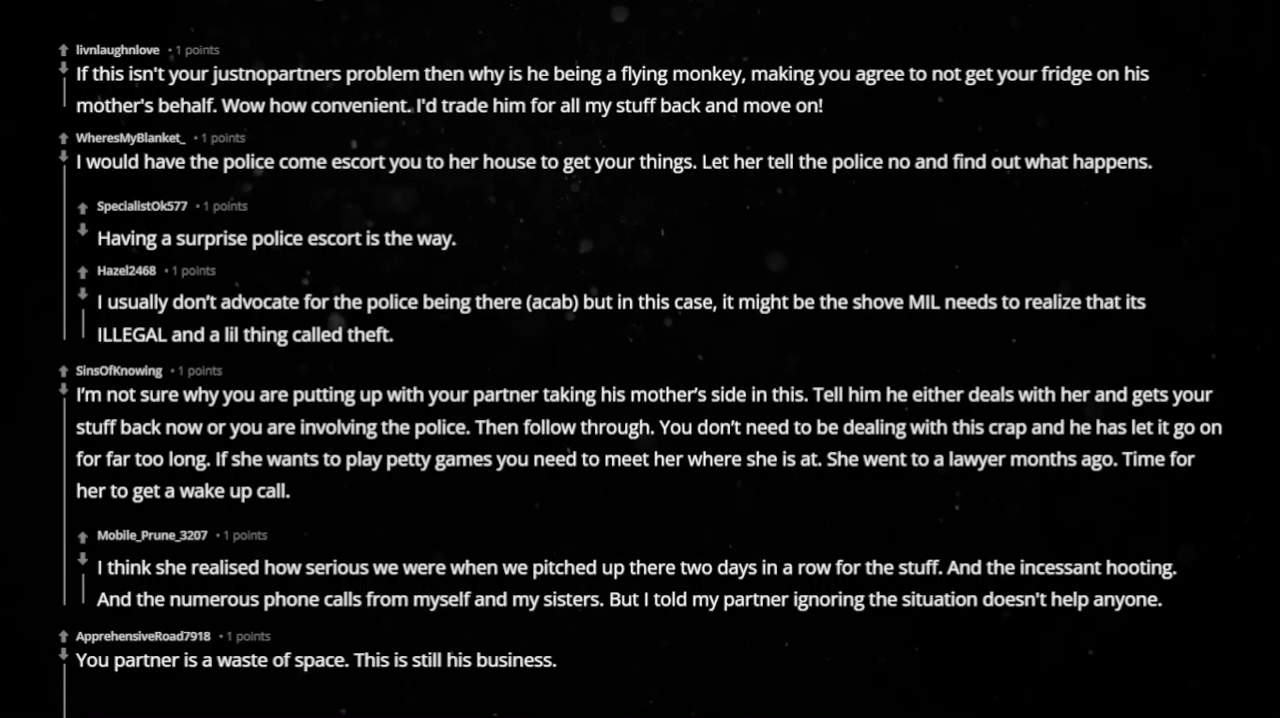 livnlaughnlove • 1 points
If this isn't your justnopartners problem then why is he being a flying monkey, making you agree to not get your fridge on his
mother's behalf. Wow how convenient. I'd trade him for all my stuff back and move on!
WheresMyBlanket_ • 1 points
I would have the police come escort you to her house to get your things. Let her tell the police no and find out what happens.
SpecialistOk577 • 1 points
Having a surprise police escort is the way.
Hazel2468 • 1 points
I usually don’t advocate for the police being there (acab) but in this case, it might be the shove MIL needs to realize that its
ILLEGAL and a lil thing called theft.
SinsOfKnowing • 1 points
I’m not sure why you are putting up with your partner taking his mother’s side in this. Tell him he either deals with her and gets your
stuff back now or you are involving the police. Then follow through. You don’t need to be dealing with this crap and he has let it go on
for far too long. If she wants to play petty games you need to meet her where she is at. She went to a lawyer months ago. Time for
her to get a wake up call.
Mobile_Prune_3207 • 1 points
I think she realised how serious we were when we pitched up there two days in a row for the stuff. And the incessant hooting.
And the numerous phone calls from myself and my sisters. But I told my partner ignoring the situation doesn't help anyone.
ApprehensiveRoad7918 • 1 points
You partner is a waste of space. This is still his business.